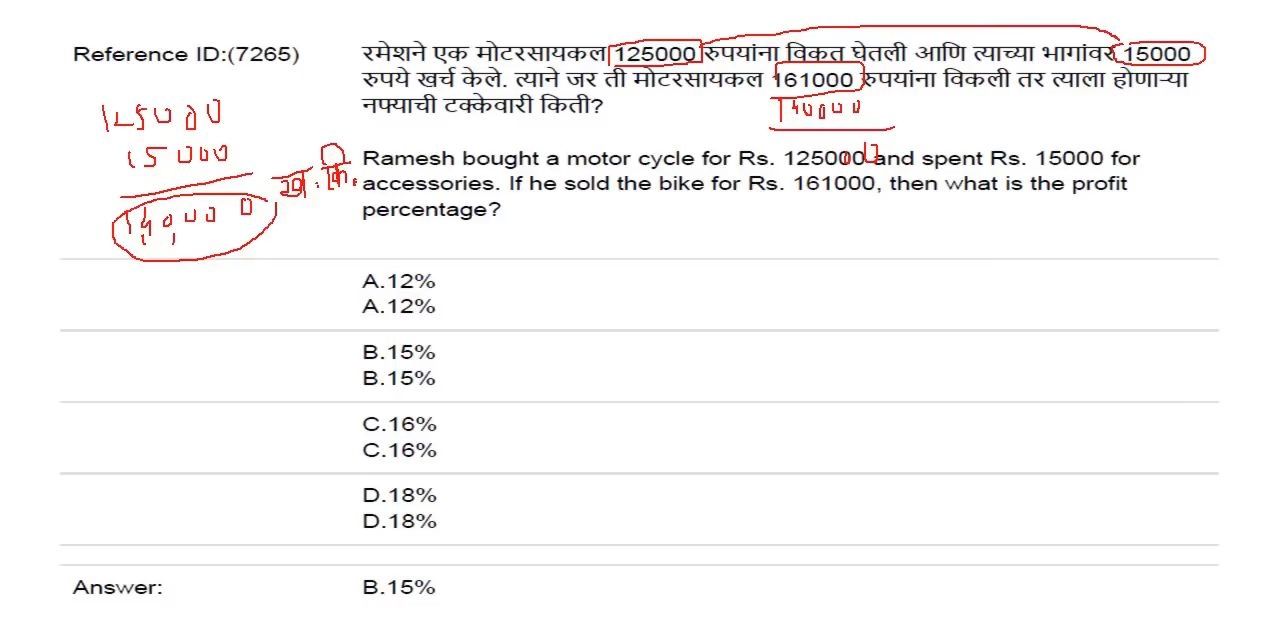 Reference ID:(7265)
रमेशने एक मोटरसायकल 125000 रुपयांना विकत घेतली आणि त्याच्या भागांवर 15000
रुपये खर्च केले. त्याने जर ती मोटरसायकल 161000 रुपयांना विकली तर त्याला होणाऱ्या
नफ्याची टक्केवारी किती?
140000
125000
15000
140000
Ramesh bought a motor cycle for Rs. 125000 and spent Rs. 15000 for
accessories. If he sold the bike for Rs. 161000, then what is the profit
percentage?
A.12%
A.12%
B.15%
B.15%
C.16%
C.16%
D.18%
D.18%
Answer:
B.15%